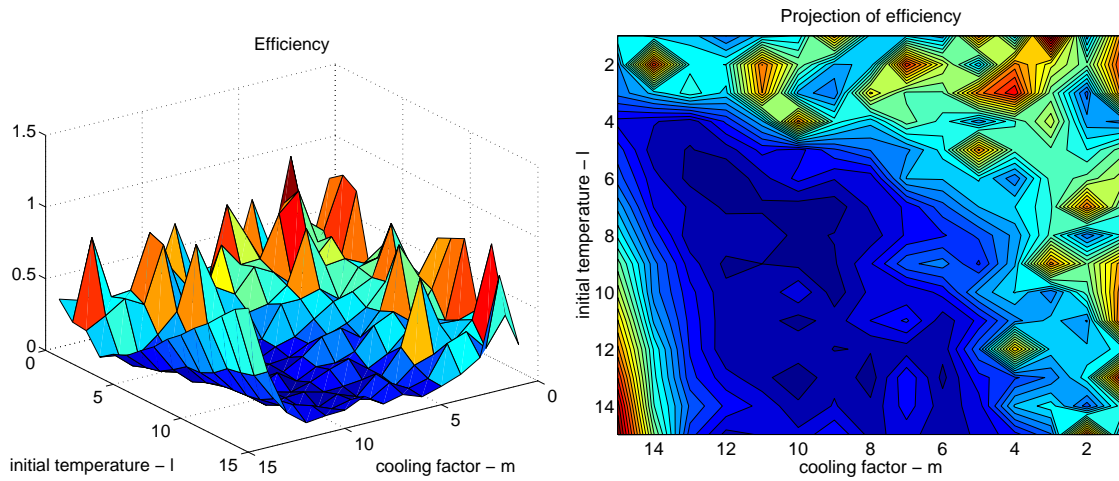 Efficiency
1.5
1
0.5
0
0
5
10
15
15
10
5
0
initial temperature − l
cooling factor − m
Projection of efficiency
2
4
6
8
10
12
14
initial temperature − l
14 12 10 8 6 4 2
cooling factor − m